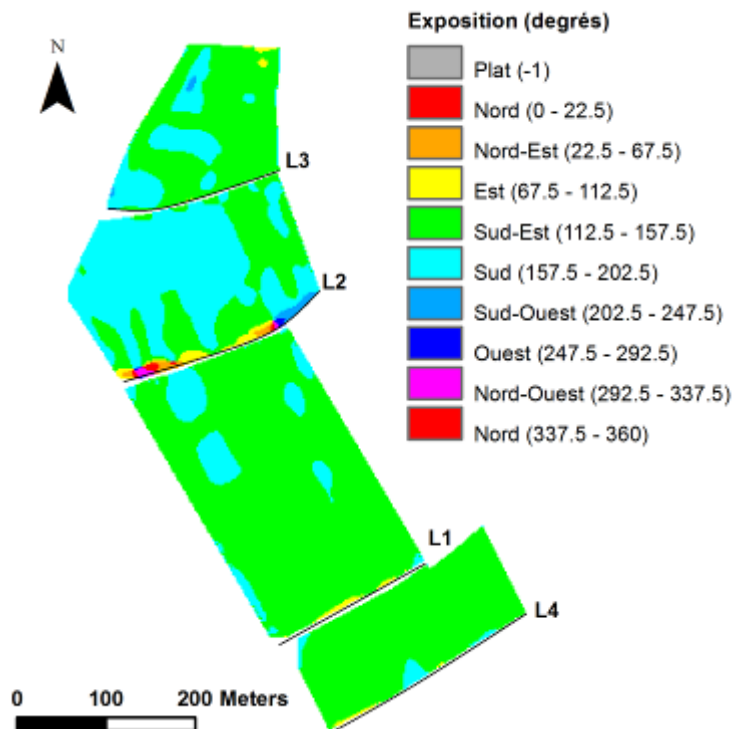 Exposition (degrés)
N
Plat (-1)
Nord (0 - 22.5)
Nord-Est (22.5 - 67.5)
Est (67.5 - 112.5)
Sud-Est (112.5 - 157.5)
Sud (157.5 - 202.5)
Sud-Ouest (202.5 - 247.5)
Ouest (247.5 - 292.5)
Nord-Ouest (292.5 - 337.5)
Nord (337.5 - 360)
L3
L2
L1
L4
0 100 200 Meters